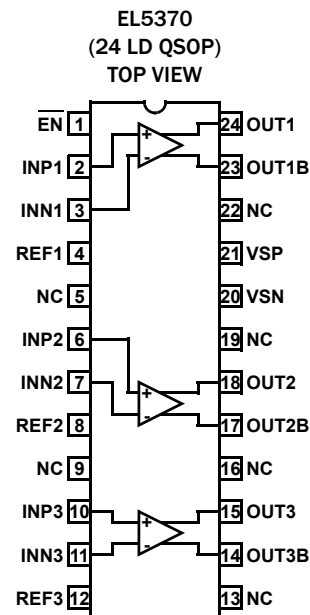 EL5370
(24 LD QSOP)
TOP VIEW
EN 1
24 OUT1
INP1 2
+
-
23 OUT1B
INN1 3
22 NC
REF1 4
21 VSP
NC 5
20 VSN
INP2 6
19 NC
INN2 7
+
-
18 OUT2
REF2 8
17 OUT2B
NC 9
16 NC
INP3 10
+
-
15 OUT3
INN3 11
14 OUT3B
REF3 12
13 NC